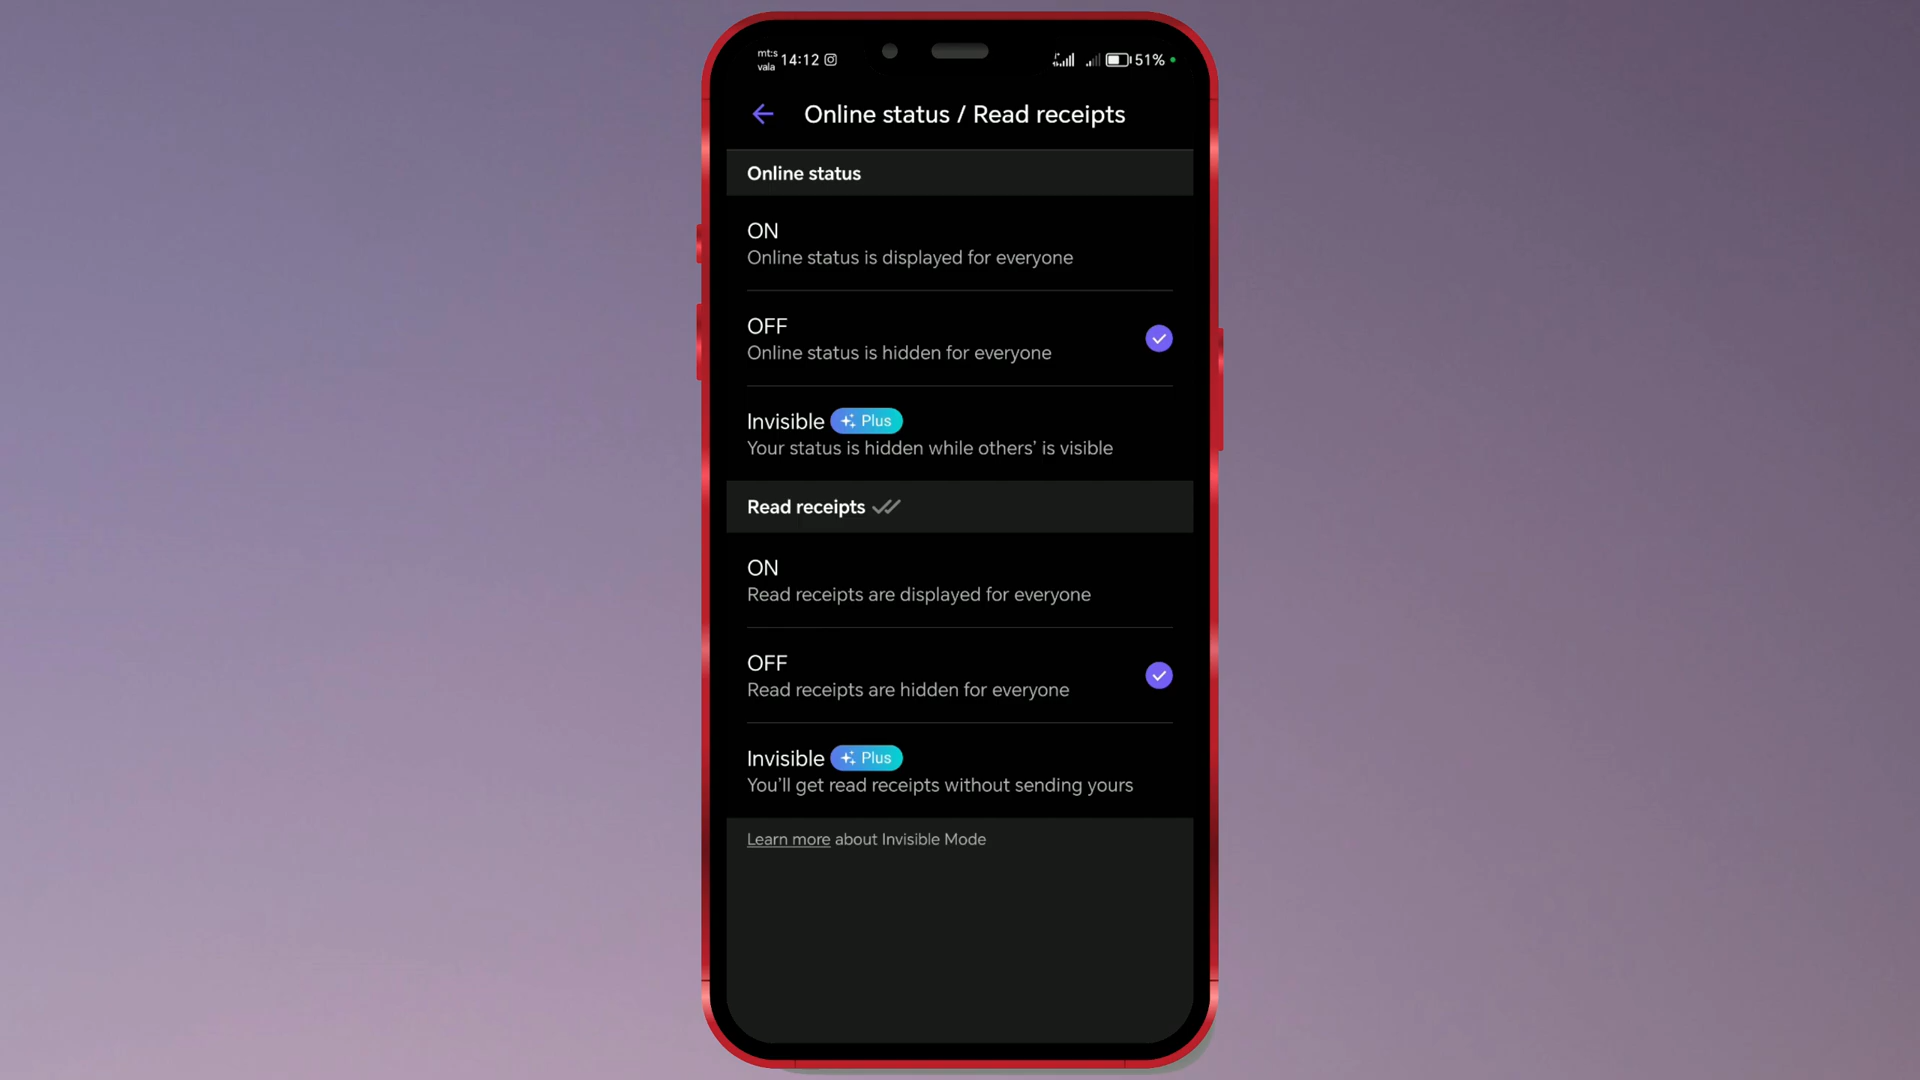 mt:s
vala
14:12
51%
Online status / Read receipts
Online status
ON
Online status is displayed for everyone
OFF
Online status is hidden for everyone
Invisible Plus
Your status is hidden while others’ is visible
Read receipts
ON
Read receipts are displayed for everyone
OFF
Read receipts are hidden for everyone
Invisible Plus
You’ll get read receipts without sending yours
Learn more about Invisible Mode